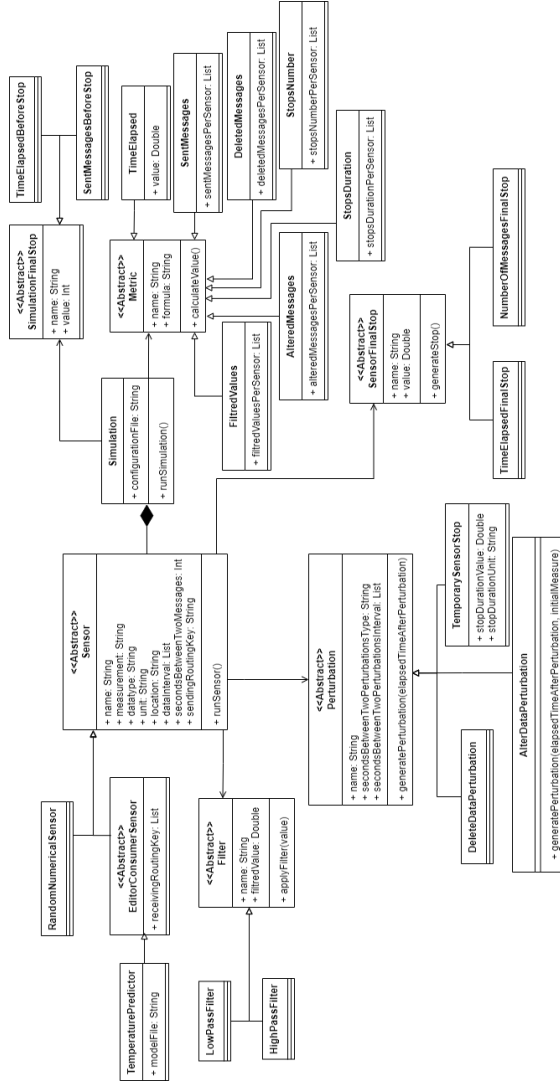 TimeElapsedBeforeStop
SentMessagesBeforeStop
<<Abstract>>
SimulationFinalStop
+ name: String
+ value: Int
TimeElapsed
+ value: Double
SentMessages
+ sentMessagesPerSensor: List
DeletedMessages
+ deletedMessagesPerSensor: List
StopsNumber
+ stopsNumberPerSensor: List
StopsDuration
+ stopsDurationPerSensor: List
<<Abstract>>
Metric
+ name: String
+ formula: String
+ calculateValue()
FiltredValues
+ filtredValuesPerSensor: List
AlteredMessages
+ alteredMessagesPerSensor: List
Simulation
+ configurationFile: String
+ runSimulation()
<<Abstract>>
SensorFinalStop
+ name: String
+ value: Double
+ generateStop()
NumberOfMessagesFinalStop
TimeElapsedFinalStop
<<Abstract>>
Sensor
+ name: String
+ measurement: String
+ datatype: String
+ unit: String
+ location: String
+ dataInterval: List
+ secondsBetweenTwoMessages: Int
+ sendingRoutingKey: String
+ runSensor()
RandomNumericalSensor
<<Abstract>>
EditorConsumerSensor
+ receivingRoutingKey: List
TemperaturePredictor
+ modelFile: String
<<Abstract>>
Filter
+ name: String
+ filtredValue: Double
+ applyFilter(value)
LowPassFilter
HighPassFilter
<<Abstract>>
Perturbation
+ name: String
+ secondsBetweenTwoPerturbationsType: String
+ secondsBetweenTwoPerturbationsInterval: List
+ generatePerturbation(elapsedTimeAfterPerturbation)
TemporarySensorStop
+ stopDurationValue: Double
+ stopDurationUnit: String
DeleteDataPerturbation
AlterDataPerturbation
+ generatePerturbation(elapsedTimeAfterPerturbation, initialMeasure)